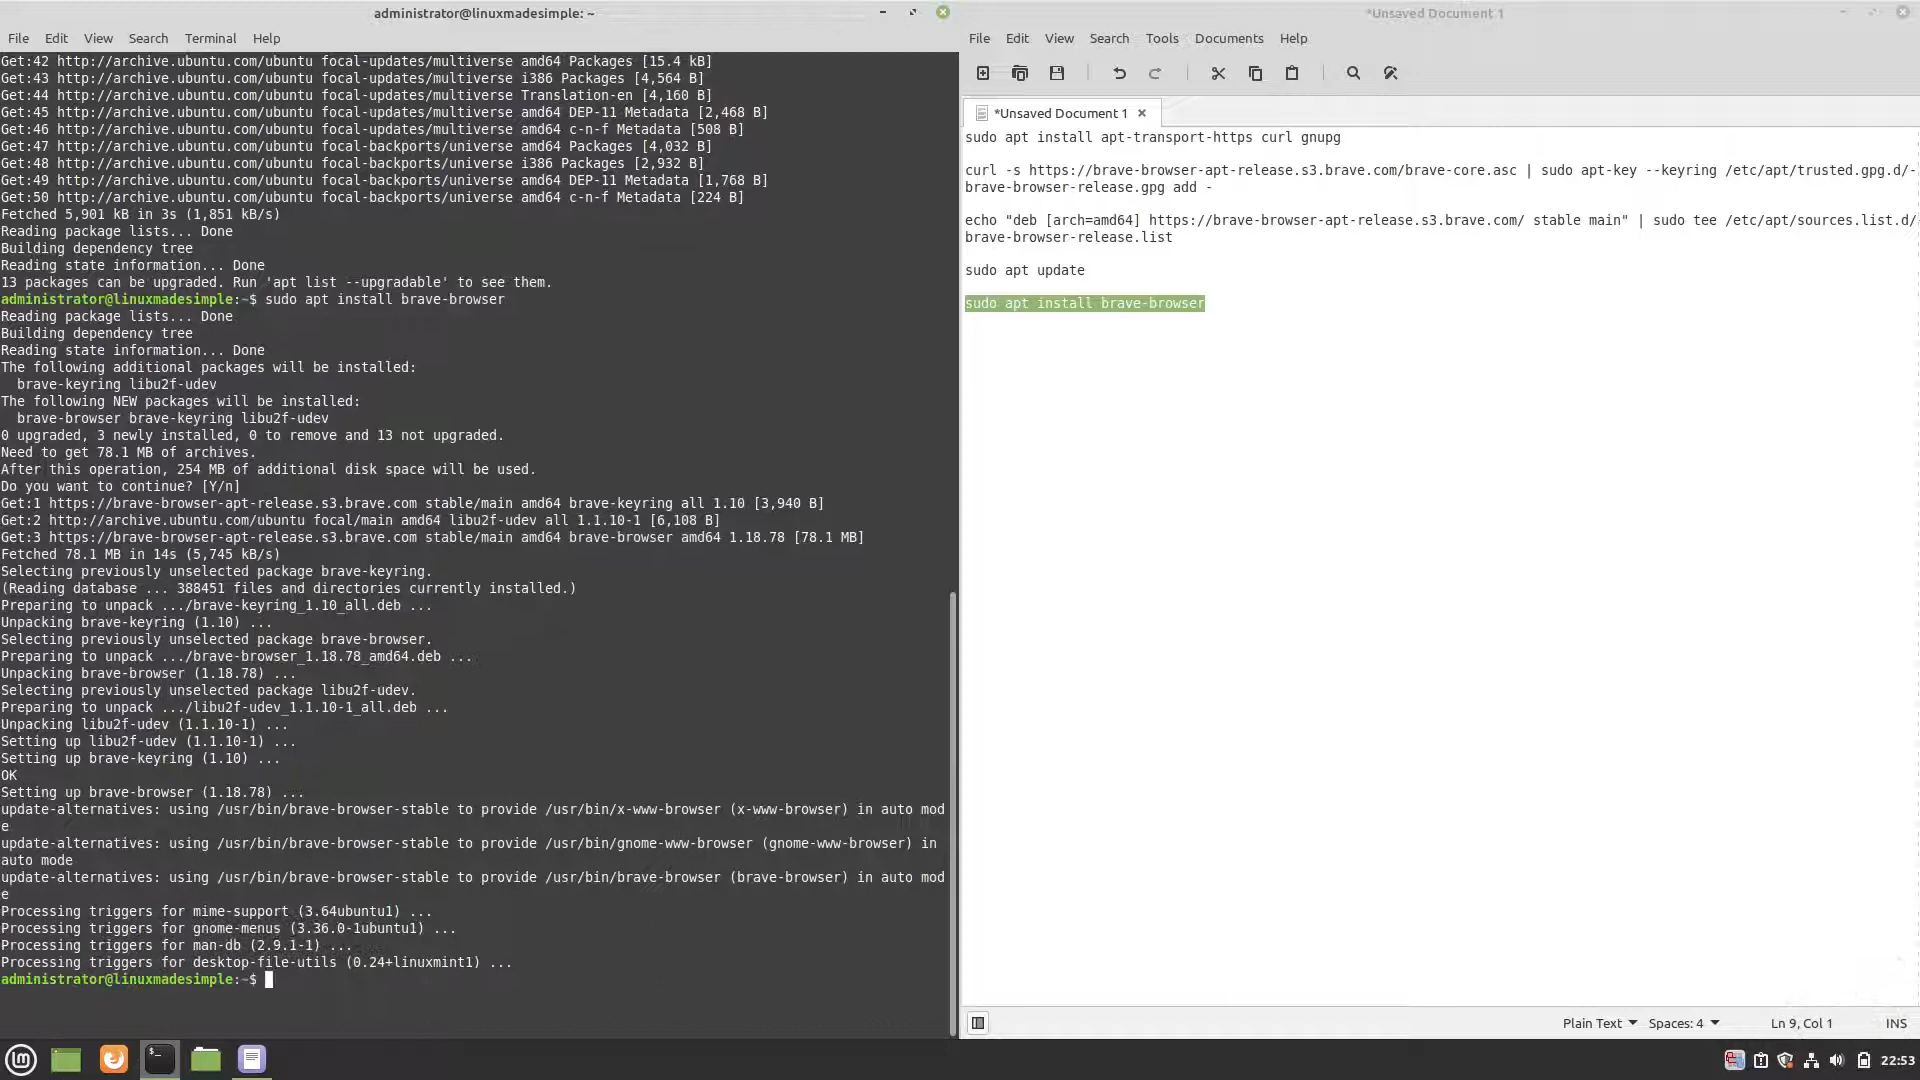 administrator@linuxmadesimple: ~
File Edit View Search Terminal Help
Get:42 http://archive.ubuntu.com/ubuntu focal-updates/multiverse amd64 Packages [15.4 kB]
Get:43 http://archive.ubuntu.com/ubuntu focal-updates/multiverse i386 Packages [4,564 B]
Get:44 http://archive.ubuntu.com/ubuntu focal-updates/multiverse Translation-en [4,160 B]
Get:45 http://archive.ubuntu.com/ubuntu focal-updates/multiverse amd64 DEP-11 Metadata [2,468 B]
Get:46 http://archive.ubuntu.com/ubuntu focal-updates/multiverse amd64 c-n-f Metadata [508 B]
Get:47 http://archive.ubuntu.com/ubuntu focal-backports/universe amd64 Packages [4,032 B]
Get:48 http://archive.ubuntu.com/ubuntu focal-backports/universe i386 Packages [2,932 B]
Get:49 http://archive.ubuntu.com/ubuntu focal-backports/universe amd64 DEP-11 Metadata [1,768 B]
Get:50 http://archive.ubuntu.com/ubuntu focal-backports/universe amd64 c-n-f Metadata [224 B]
Fetched 5,901 kB in 3s (1,851 kB/s)
Reading package lists... Done
Building dependency tree
Reading state information... Done
13 packages can be upgraded. Run 'apt list --upgradable' to see them.
administrator@linuxmadesimple:~$ sudo apt install brave-browser
Reading package lists... Done
Building dependency tree
Reading state information... Done
The following additional packages will be installed:
  brave-keyring libu2f-udev
The following NEW packages will be installed:
  brave-browser brave-keyring libu2f-udev
0 upgraded, 3 newly installed, 0 to remove and 13 not upgraded.
Need to get 78.1 MB of archives.
After this operation, 254 MB of additional disk space will be used.
Do you want to continue? [Y/n]
Get:1 https://brave-browser-apt-release.s3.brave.com stable/main amd64 brave-keyring all 1.10 [3,940 B]
Get:2 http://archive.ubuntu.com/ubuntu focal/main amd64 libu2f-udev all 1.1.10-1 [6,108 B]
Get:3 https://brave-browser-apt-release.s3.brave.com stable/main amd64 brave-browser amd64 1.18.78 [78.1 MB]
Fetched 78.1 MB in 14s (5,745 kB/s)
Selecting previously unselected package brave-keyring.
(Reading database ... 388451 files and directories currently installed.)
Preparing to unpack .../brave-keyring_1.10_all.deb ...
Unpacking brave-keyring (1.10) ...
Selecting previously unselected package brave-browser.
Preparing to unpack .../brave-browser_1.18.78_amd64.deb ...
Unpacking brave-browser (1.18.78) ...
Selecting previously unselected package libu2f-udev.
Preparing to unpack .../libu2f-udev_1.1.10-1_all.deb ...
Unpacking libu2f-udev (1.1.10-1) ...
Setting up libu2f-udev (1.1.10-1) ...
Setting up brave-keyring (1.10) ...
OK
Setting up brave-browser (1.18.78) ...
update-alternatives: using /usr/bin/brave-browser-stable to provide /usr/bin/x-www-browser (x-www-browser) in auto mod
e
update-alternatives: using /usr/bin/brave-browser-stable to provide /usr/bin/gnome-www-browser (gnome-www-browser) in
auto mode
update-alternatives: using /usr/bin/brave-browser-stable to provide /usr/bin/brave-browser (brave-browser) in auto mod
e
Processing triggers for mime-support (3.64ubuntu1) ...
Processing triggers for gnome-menus (3.36.0-1ubuntu1) ...
Processing triggers for man-db (2.9.1-1) ...
Processing triggers for desktop-file-utils (0.24+linuxmint1) ...
administrator@linuxmadesimple:~$
*Unsaved Document 1
File Edit View Search Tools Documents Help
*Unsaved Document 1
sudo apt install apt-transport-https curl gnupg
curl -s https://brave-browser-apt-release.s3.brave.com/brave-core.asc | sudo apt-key --keyring /etc/apt/trusted.gpg.d/-
brave-browser-release.gpg add -
echo "deb [arch=amd64] https://brave-browser-apt-release.s3.brave.com/ stable main" | sudo tee /etc/apt/sources.list.d/-
brave-browser-release.list
sudo apt update
sudo apt install brave-browser
Plain Text Spaces: 4 Ln 9, Col 1 INS
22:53